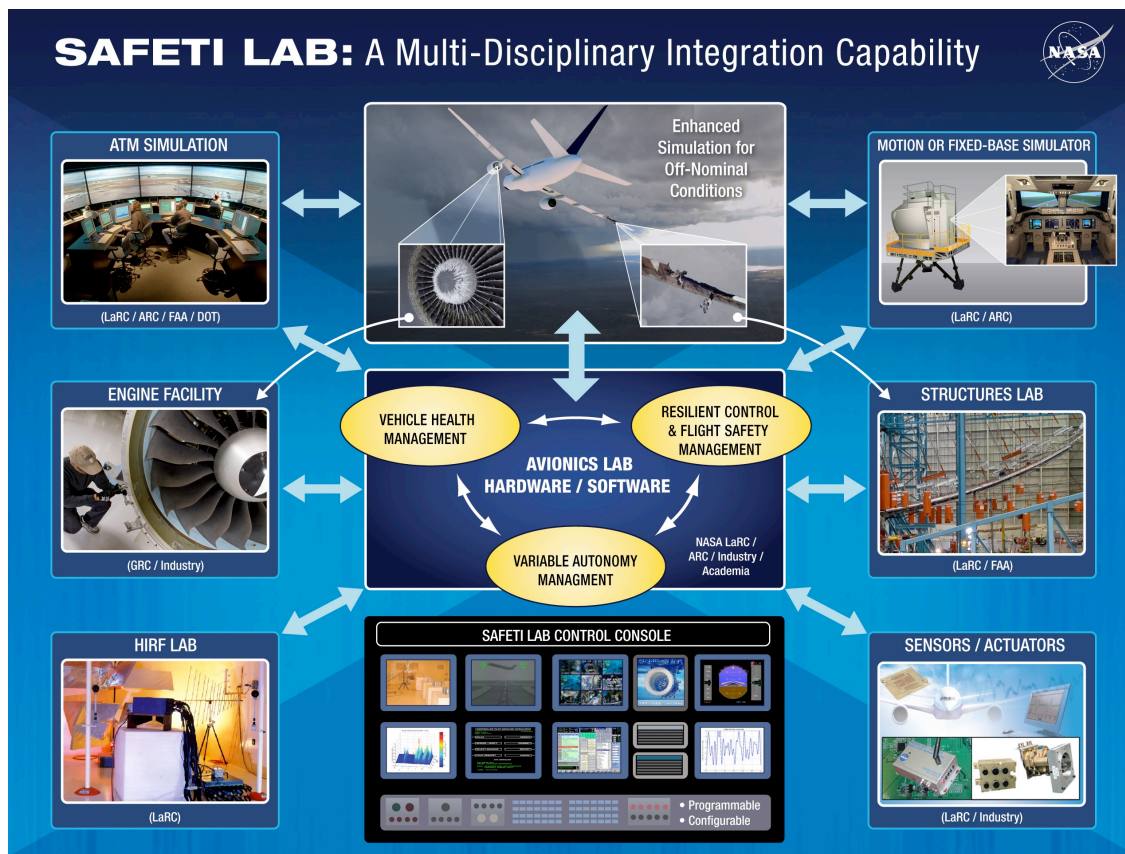 SAFETI LAB: A Multi-Disciplinary Integration Capability
NASA
ATM SIMULATION
(LaRC / ARC / FAA / DOT)
Enhanced
Simulation for
Off-Nominal
Conditions
MOTION OR FIXED-BASE SIMULATOR
(LaRC / ARC)
ENGINE FACILITY
(GRC / Industry)
VEHICLE HEALTH
MANAGEMENT
RESILIENT CONTROL
& FLIGHT SAFETY
MANAGEMENT
AVIONICS LAB
HARDWARE / SOFTWARE
VARIABLE AUTONOMY
MANAGMENT
NASA LaRC /
ARC / Industry /
Academia
STRUCTURES LAB
(LaRC / FAA)
HIRF LAB
(LaRC)
SAFETI LAB CONTROL CONSOLE
• Programmable
• Configurable
SENSORS / ACTUATORS
(LaRC / Industry)